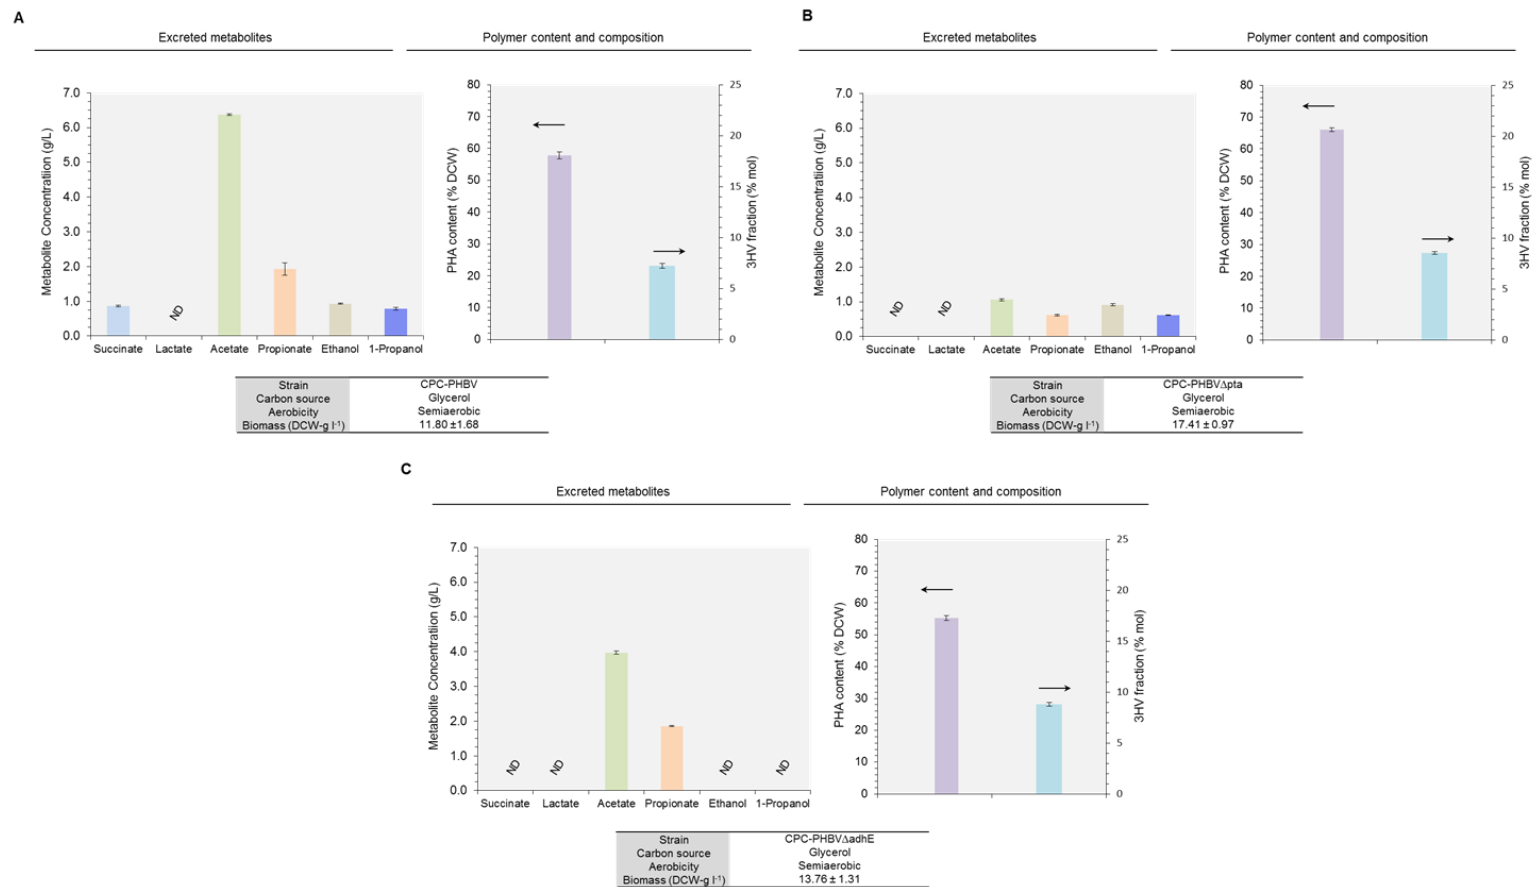 A
Excreted metabolites
Polymer content and composition
7.0
6.0
5.0
4.0
3.0
2.0
1.0
0.0
Metabolite Concentratiion (g/L)
ND
Succinate Lactate Acetate Propionate Ethanol 1-Propanol
80
70
60
50
40
30
20
10
0
PHA content (% DCW)
25
20
15
10
5
0
3HV fraction (% mol)
Strain CPC-PHBV
Carbon source Glycerol
Aerobicity Semiaerobic
Biomass (DCW-g l-1) 11.80 ±1.68
B
Excreted metabolites
Polymer content and composition
7.0
6.0
5.0
4.0
3.0
2.0
1.0
0.0
Metabolite Concentratiion (g/L)
ND
ND
Succinate Lactate Acetate Propionate Ethanol 1-Propanol
80
70
60
50
40
30
20
10
0
PHA content (% DCW)
25
20
15
10
5
0
3HV fraction (% mol)
Strain CPC-PHBVΔpta
Carbon source Glycerol
Aerobicity Semiaerobic
Biomass (DCW-g l-1) 17.41 ± 0.97
C
Excreted metabolites
Polymer content and composition
7.0
6.0
5.0
4.0
3.0
2.0
1.0
0.0
Metabolite Concentratiion (g/L)
ND
ND
ND
ND
Succinate Lactate Acetate Propionate Ethanol 1-Propanol
80
70
60
50
40
30
20
10
0
PHA content (% DCW)
25
20
15
10
5
0
3HV fraction (% mol)
Strain CPC-PHBVΔadhE
Carbon source Glycerol
Aerobicity Semiaerobic
Biomass (DCW-g l-1) 13.76 ± 1.31